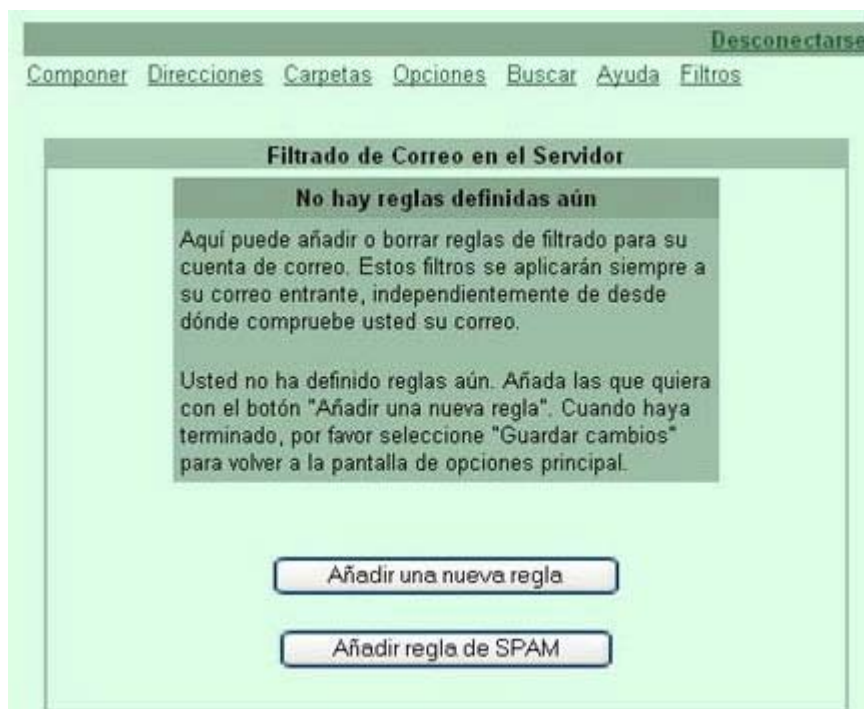 Desconectarse
Componer Direcciones Carpetas Opciones Buscar Ayuda Filtros
Filtrado de Correo en el Servidor
No hay reglas definidas aún
Aquí puede añadir o borrar reglas de filtrado para su
cuenta de correo. Estos filtros se aplicarán siempre a
su correo entrante, independientemente de desde
dónde compruebe usted su correo.
Usted no ha definido reglas aún. Añada las que quiera
con el botón "Añadir una nueva regla". Cuando haya
terminado, por favor seleccione "Guardar cambios"
para volver a la pantalla de opciones principal.
Añadir una nueva regla
Añadir regla de SPAM